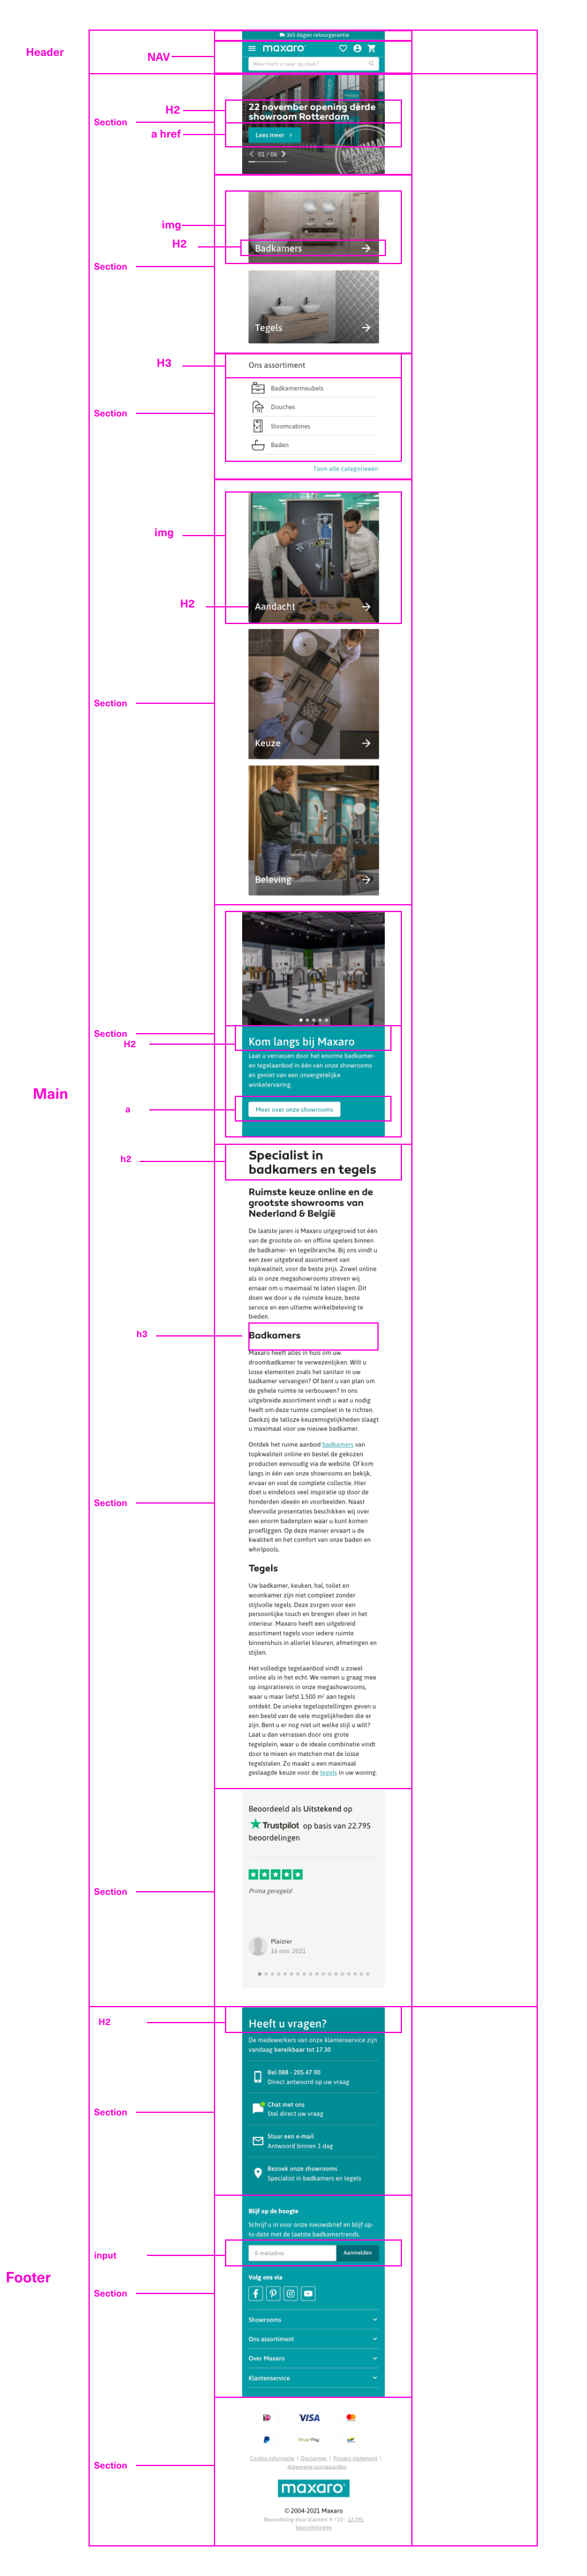 365 dagen retourgarantie
Header
NAV
maxaro
Waar bent u naar op zoek?
H2
22 november opening derde
showroom Rotterdam
Section
a href
Lees meer
01 / 06
img
H2
Badkamers
Section
Tegels
H3
Ons assortiment
Badkamermeubels
Section
Douches
Stoomcabines
Baden
Toon alle categorieeën
img
H2
Aandacht
Section
Keuze
Beleving
Section
H2
Kom langs bij Maxaro
Laat u verrassen door het enorme badkamer-
en tegelaanbod in één van onze showrooms
en geniet van een onvergetelijke
winkelervaring.
Main
a
Meer over onze showrooms
h2
Specialist in
badkamers en tegels
Ruimste keuze online en de
grootste showrooms van
Nederland & België
De laatste jaren is Maxaro uitgegroeid tot één
van de grootste on- en offline spelers binnen
de badkamer- en tegelbranche. Bij ons vindt u
een zeer uitgebreid assortiment van
topkwaliteit, voor de beste prijs. Zowel online
als in onze megashowrooms streven wij
ernaar om u maximaal te laten slagen. Dit
doen we door u de ruimste keuze, beste
service en een ultieme winkelbeleving te
bieden.
h3
Badkamers
Maxaro heeft alles in huis om uw
droombadkamer te verwezenlijken. Wilt u
losse elementen zoals het sanitair in uw
badkamer vervangen? Of bent u van plan om
de gehele ruimte te verbouwen? In ons
uitgebreide assortiment vindt u wat u nodig
heeft om deze ruimte compleet in te richten.
Dankzij de talloze keuzemogelijkheden slaagt
u maximaal voor uw nieuwe badkamer.
Ontdek het ruime aanbod badkamers van
topkwaliteit online en bestel de gekozen
producten eenvoudig via de website. Of kom
langs in één van onze showrooms en bekijk,
ervaar en voel de complete collectie. Hier
doet u eindeloos veel inspiratie op door de
honderden ideeën en voorbeelden. Naast
sfeervolle presentaties beschikken wij over
een enorm badenplein waar u kunt komen
proefliggen. Op deze manier ervaart u de
kwaliteit en het comfort van onze baden en
whirlpools.
Section
Tegels
Uw badkamer, keuken, hal, toilet en
woonkamer zijn niet compleet zonder
stijlvolle tegels. Deze zorgen voor een
persoonlijke touch en brengen sfeer in het
interieur. Maxaro heeft een uitgebreid
assortiment tegels voor iedere ruimte
binnenshuis in allerlei kleuren, afmetingen en
stijlen.
Het volledige tegelaanbod vindt u zowel
online als in het echt. We nemen u graag mee
op inspiratiereis in onze megashowrooms,
waar u maar liefst 1.500 m² aan tegels
ontdekt. De unieke tegelopstellingen geven u
een beeld van de vele mogelijkheden die er
zijn. Bent u er nog niet uit welke stijl u wilt?
Laat u dan verrassen door ons grote
tegelplein, waar u de ideale combinatie vindt
door te mixen en matchen met de losse
tegelstalen. Zo maakt u een maximaal
geslaagde keuze voor de tegels in uw woning.
Beoordeeld als Uitstekend op
Trustpilot op basis van 22.795
beoordelingen
Section
Prima geregeld
Plaizier
16 nov. 2021
H2
Heeft u vragen?
De medewerkers van onze klantenservice zijn
vandaag bereikbaar tot 17.30
Bel 088 - 205 47 00
Direct antwoord op uw vraag
Section
Chat met ons
Stel direct uw vraag
Stuur een e-mail
Antwoord binnen 1 dag
Bezoek onze showrooms
Specialist in badkamers en tegels
Blijf op de hoogte
Schrijf u in voor onze nieuwsbrief en blijf up-
to-date met de laatste badkamertrends.
input
E-mailadres
Aanmelden
Footer
Volg ons via
Section
Showrooms
Ons assortiment
Over Maxaro
Klantenservice
VISA
AfterPay
Section
Cookie informatie | Disclaimer | Privacy statement |
Algemene voorwaarden
maxaro
© 2004-2021 Maxaro
Beoordeling door klanten: 9 / 10 - 22.795
beoordelingen